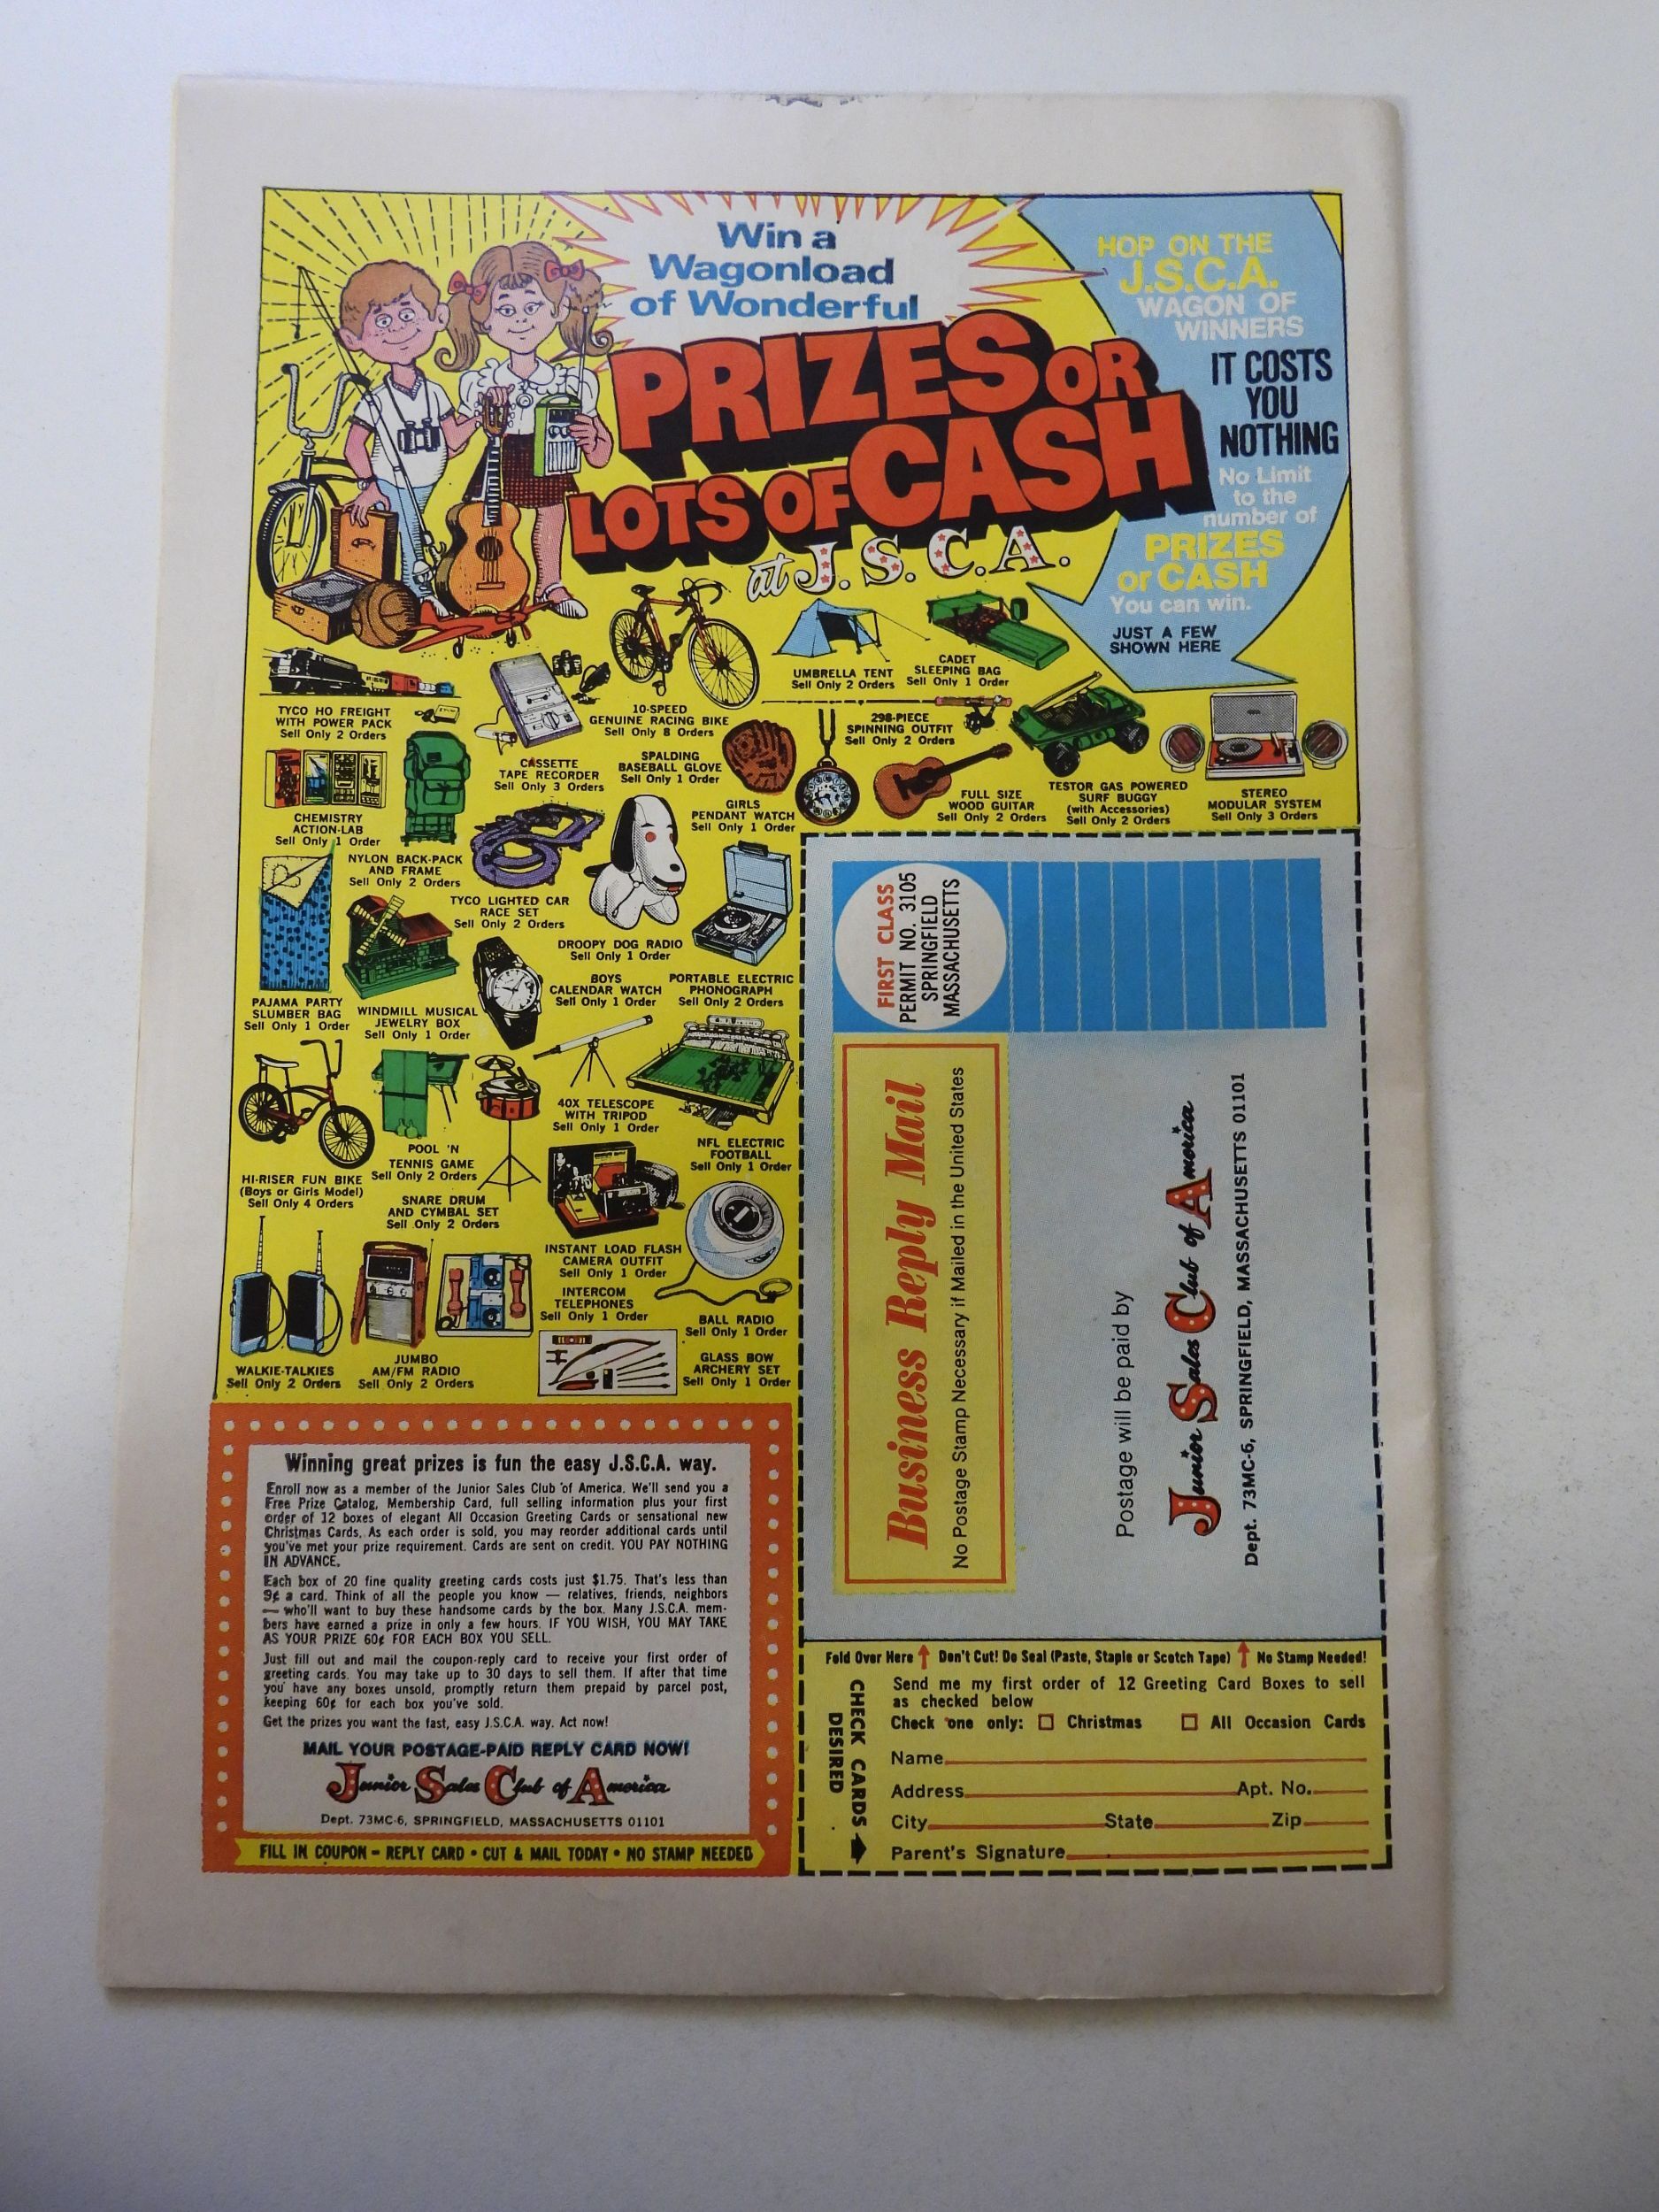 Win a
Wagonload
of Wonderful
PRIZES OR
LOTS OF CASH
at J.S.C.A.
HOP ON THE
J.S.C.A.
WAGON OF
WINNERS
IT COSTS
YOU
NOTHING
No Limit
to the
number of
PRIZES
or CASH
You can win.
JUST A FEW
SHOWN HERE
UMBRELLA TENT
Sell Only 2 Orders
CADET
SLEEPING BAG
Sell Only 1 Order
TYCO HO FREIGHT
WITH POWER PACK
Sell Only 2 Orders
10-SPEED
GENUINE RACING BIKE
Sell Only 8 Orders
298-PIECE
SPINNING OUTFIT
Sell Only 2 Orders
CASSETTE
TAPE RECORDER
Sell Only 3 Orders
SPALDING
BASEBALL GLOVE
Sell Only 1 Order
FULL SIZE
WOOD GUITAR
Sell Only 2 Orders
TESTOR GAS POWERED
SURF BUGGY
(with Accessories)
Sell Only 2 Orders
STEREO
MODULAR SYSTEM
Sell Only 3 Orders
CHEMISTRY
ACTION-LAB
Sell Only 1 Order
GIRLS
PENDANT WATCH
Sell Only 1 Order
NYLON BACK-PACK
AND FRAME
Sell Only 2 Orders
TYCO LIGHTED CAR
RACE SET
Sell Only 2 Orders
DROOPY DOG RADIO
Sell Only 1 Order
BOYS
CALENDAR WATCH
Sell Only 1 Order
PORTABLE ELECTRIC
PHONOGRAPH
Sell Only 2 Orders
PAJAMA PARTY
SLUMBER BAG
Sell Only 1 Order
WINDMILL MUSICAL
JEWELRY BOX
Sell Only 1 Order
40X TELESCOPE
WITH TRIPOD
Sell Only 1 Order
NFL ELECTRIC
FOOTBALL
Sell Only 1 Order
HI-RISER FUN BIKE
(Boys or Girls Model)
Sell Only 4 Orders
POOL 'N
TENNIS GAME
Sell Only 2 Orders
SNARE DRUM
AND CYMBAL SET
Sell Only 2 Orders
INSTANT LOAD FLASH
CAMERA OUTFIT
Sell Only 1 Order
INTERCOM
TELEPHONES
Sell Only 1 Order
BALL RADIO
Sell Only 1 Order
WALKIE-TALKIES
Sell Only 2 Orders
JUMBO
AM/FM RADIO
Sell Only 2 Orders
GLASS BOW
ARCHERY SET
Sell Only 1 Order
FIRST CLASS
PERMIT NO. 3105
SPRINGFIELD
MASSACHUSETTS
Business Reply Mail
No Postage Stamp Necessary if Mailed in the United States
Postage will be paid by
Junior Sales Club of America
Dept. 73MC-6, SPRINGFIELD, MASSACHUSETTS 01101
Winning great prizes is fun the easy J.S.C.A. way.
Enroll now as a member of the Junior Sales Club of America. We'll send you a
Free Prize Catalog, Membership Card, full selling information plus your first
order of 12 boxes of elegant All Occasion Greeting Cards or sensational new
Christmas Cards. As each order is sold, you may reorder additional cards until
you've met your prize requirement. Cards are sent on credit. YOU PAY NOTHING
IN ADVANCE.
Each box of 20 fine quality greeting cards costs just $1.75. That's less than
9¢ a card. Think of all the people you know — relatives, friends, neighbors
— who'll want to buy these handsome cards by the box. Many J.S.C.A. mem-
bers have earned a prize in only a few hours. IF YOU WISH, YOU MAY TAKE
AS YOUR PRIZE 60¢ FOR EACH BOX YOU SELL.
Just fill out and mail the coupon-reply card to receive your first order of
greeting cards. You may take up to 30 days to sell them. If after that time
you have any boxes unsold, promptly return them prepaid by parcel post,
keeping 60¢ for each box you've sold.
Get the prizes you want the fast, easy J.S.C.A. way. Act now!
MAIL YOUR POSTAGE-PAID REPLY CARD NOW!
Junior Sales Club of America
Dept. 73MC-6, SPRINGFIELD, MASSACHUSETTS 01101
FILL IN COUPON - REPLY CARD • CUT & MAIL TODAY • NO STAMP NEEDED
Fold Over Here Don't Cut! Do Seal (Paste, Staple or Scotch Tape) No Stamp Needed!
CHECK CARDS
DESIRED
Send me my first order of 12 Greeting Card Boxes to sell
as checked below
Check one only: Christmas All Occasion Cards
Name
Address Apt. No.
City State Zip
Parent's Signature